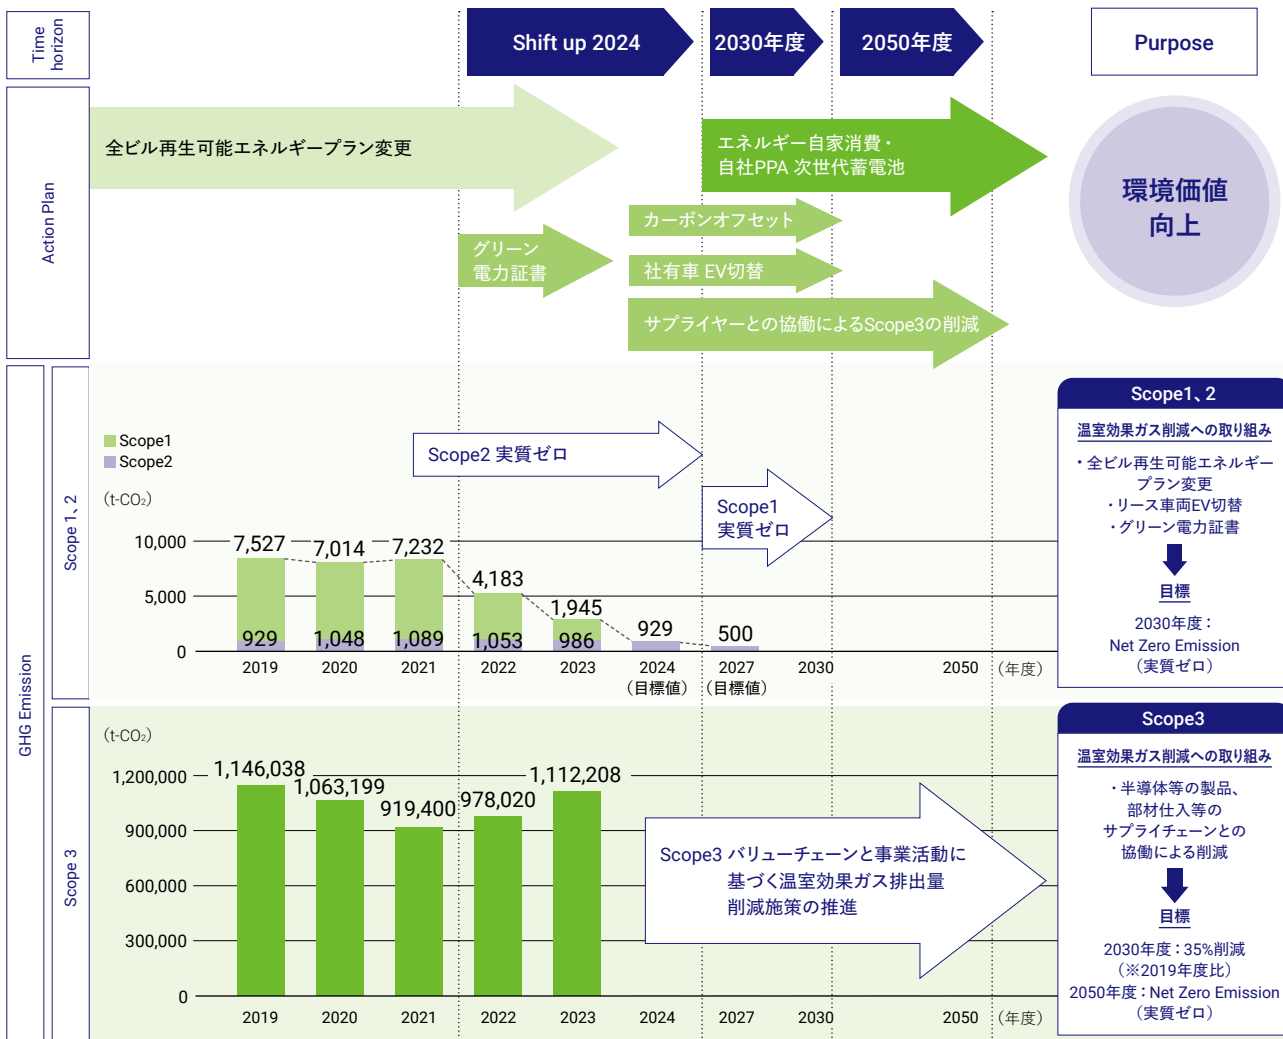 Time
horizon
Shift up 2024
2030年度
2050年度
Purpose
Action Plan
全ビル再生可能エネルギープラン変更
エネルギー自家消費・
自社PPA 次世代蓄電池
カーボンオフセット
グリーン
電力証書
社有車 EV切替
サプライヤーとの協働によるScope3の削減
環境価値
向上
GHG Emission
Scope 1、2
Scope1
Scope2
(t-CO₂)
Scope2 実質ゼロ
Scope1
実質ゼロ
10,000
5,000
0
7,527
7,014
7,232
4,183
1,945
929
500
929
1,048
1,089
1,053
986
2019
2020
2021
2022
2023
2024
(目標値)
2027
(目標値)
2030
2050
(年度)
Scope1、2
温室効果ガス削減への取り組み
・全ビル再生可能エネルギー
プラン変更
・リース車両EV切替
・グリーン電力証書
目標
2030年度：
Net Zero Emission
(実質ゼロ)
Scope 3
(t-CO₂)
1,200,000
900,000
600,000
300,000
0
1,146,038
1,063,199
919,400
978,020
1,112,208
Scope3 バリューチェーンと事業活動に
基づく温室効果ガス排出量
削減施策の推進
2019
2020
2021
2022
2023
2024
2027
2030
2050
(年度)
Scope3
温室効果ガス削減への取り組み
・半導体等の製品、
部材仕入等の
サプライチェーンとの
協働による削減
目標
2030年度：35%削減
(※2019年度比)
2050年度：Net Zero Emission
(実質ゼロ)